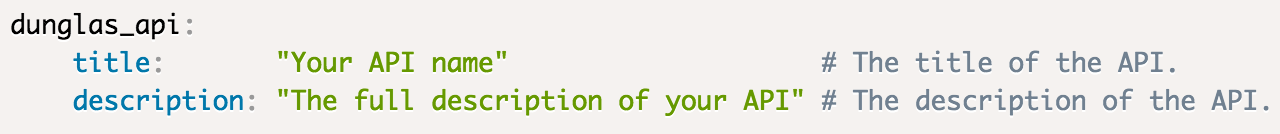 dunglas_api:
    title:       "Your API name"                    # The title of the API.
    description: "The full description of your API" # The description of the API.